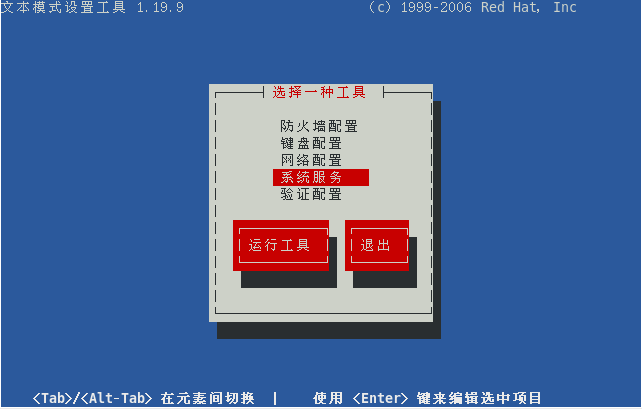 文本模式设置工具 1.19.9 (c) 1999-2006 Red Hat, Inc
选择一种工具
防火墙配置
键盘配置
网络配置
系统服务
验证配置
运行工具 退出
<Tab>/<Alt-Tab> 在元素间切换 | 使用 <Enter> 键来编辑选中项目